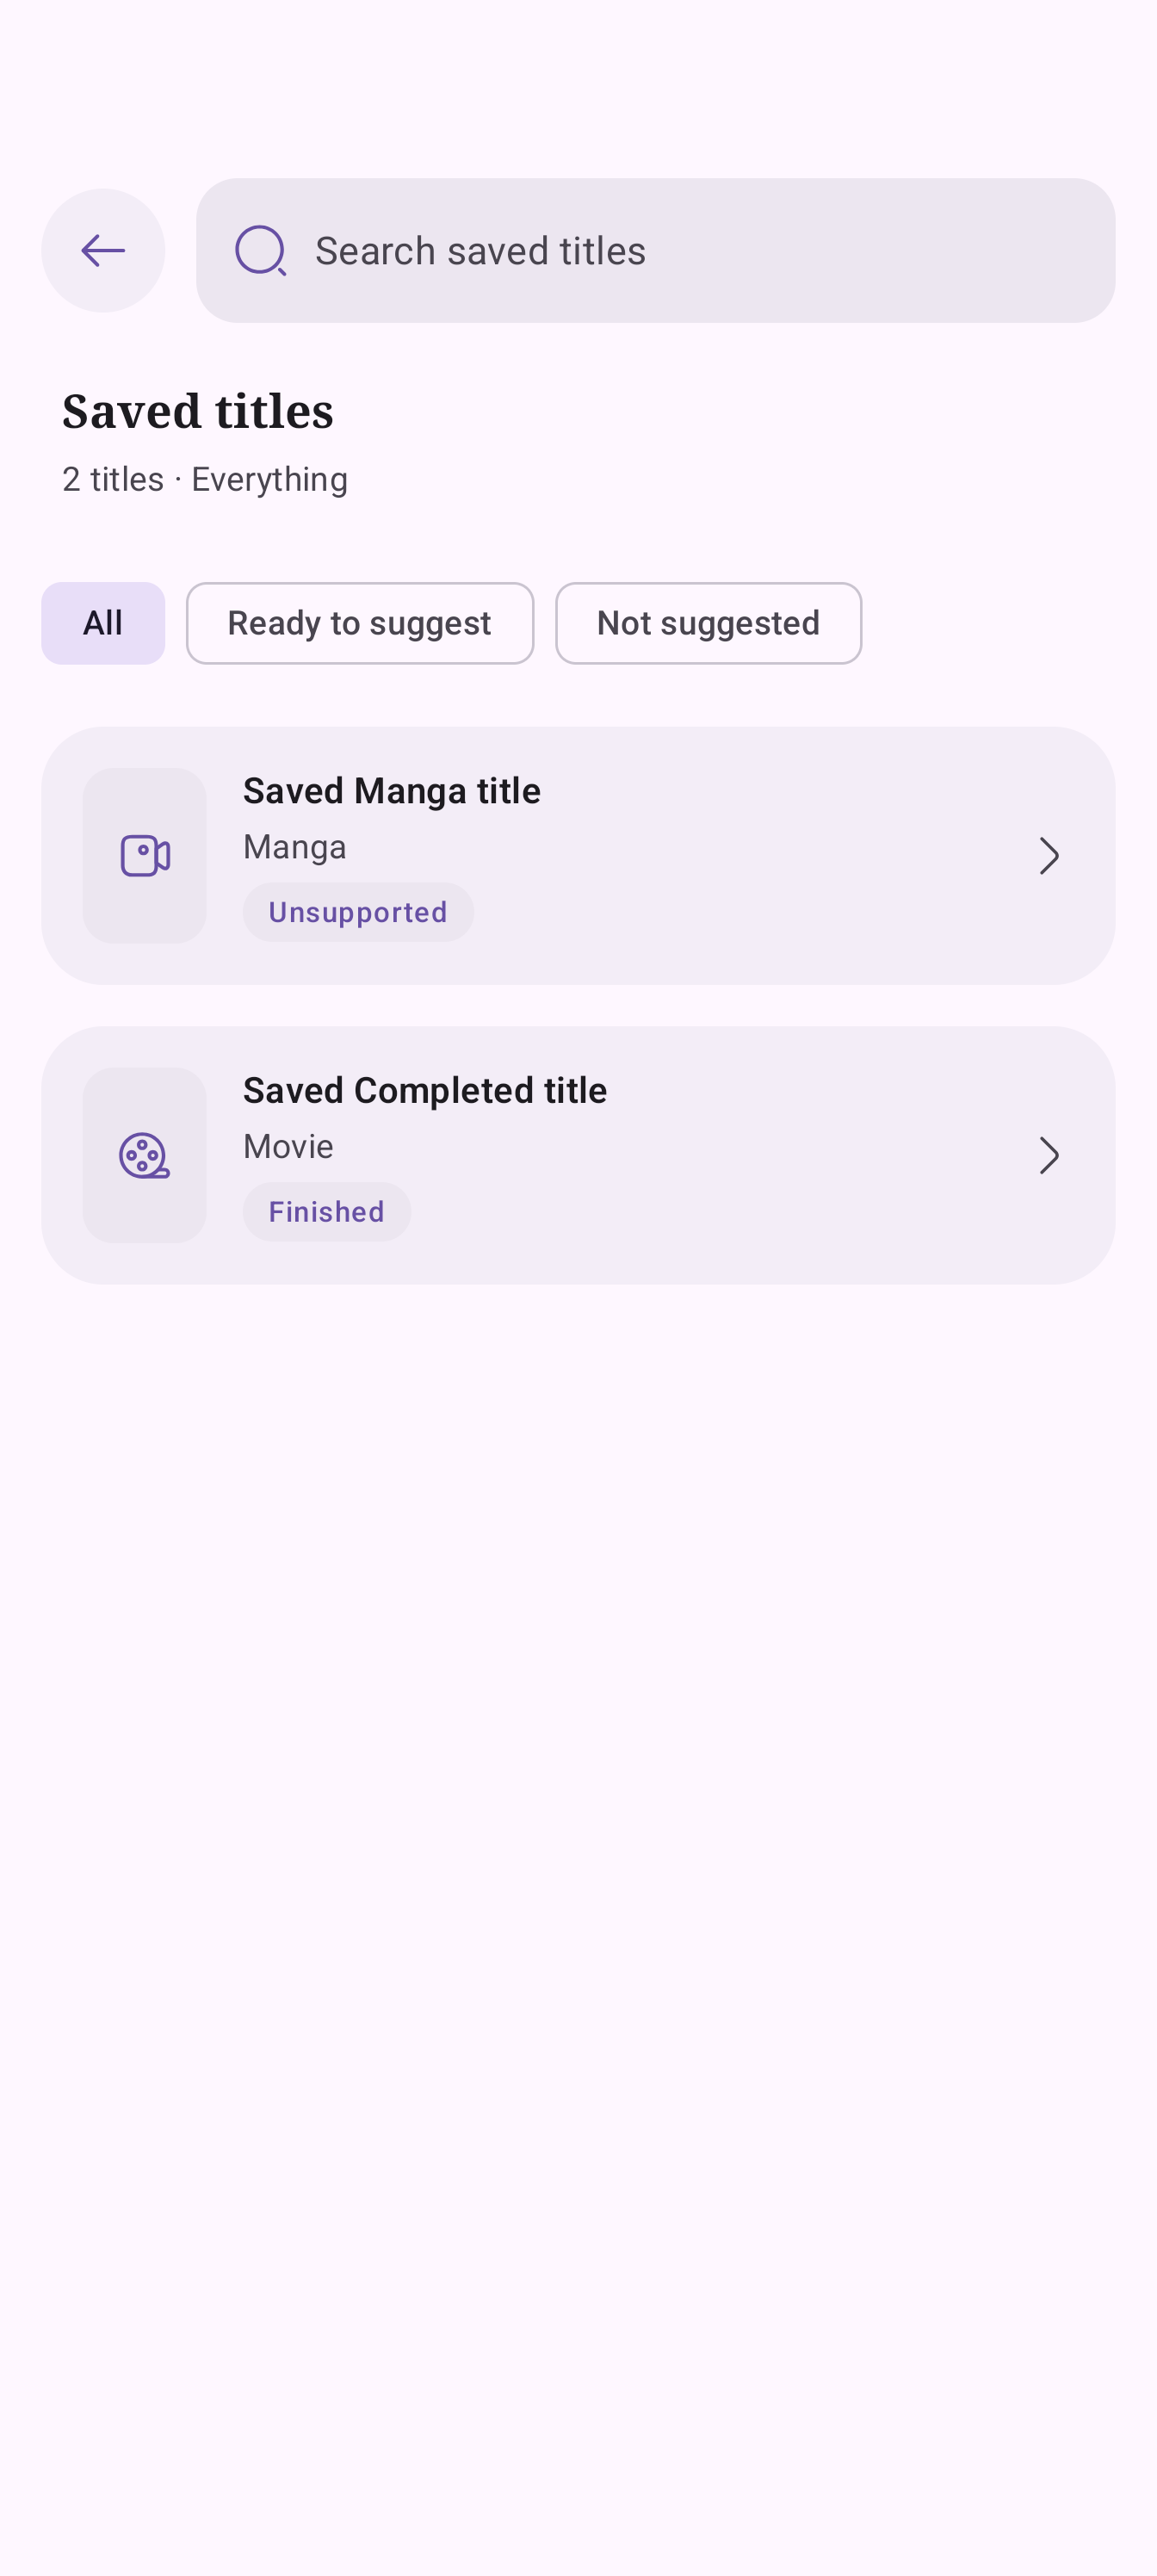 Search saved titles
Saved titles
2 titles · Everything
All
Ready to suggest
Not suggested
Saved Manga title
Manga
Unsupported
Saved Completed title
Movie
Finished